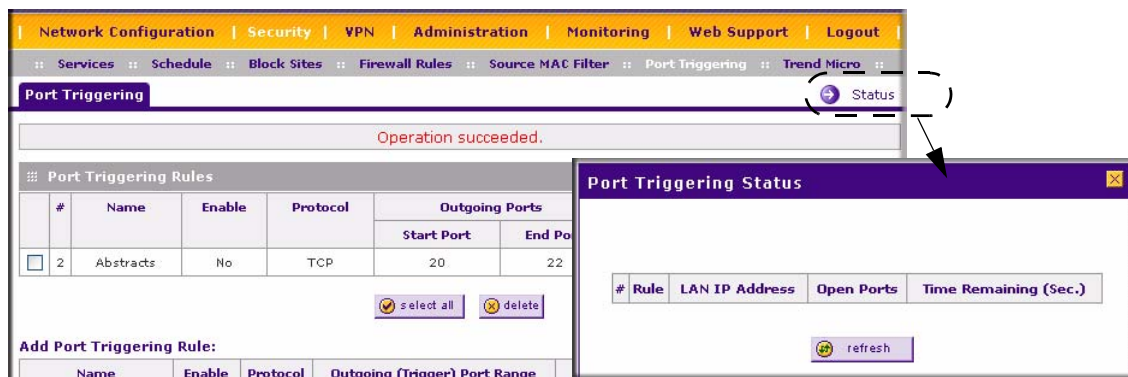 Network Configuration | Security | VPN | Administration | Monitoring | Web Support | Logout
:: Services :: Schedule :: Block Sites :: Firewall Rules :: Source MAC Filter :: Port Triggering :: Trend Micro ::
Port Triggering
Status
Operation succeeded.
Port Triggering Rules
# Name Enable Protocol Outgoing Ports
Start Port
2 Abstracts No TCP 20 22
select all delete
Add Port Triggering Rule:
Name Enable Protocol Outgoing (Trigger) Port Range
Port Triggering Status
# Rule LAN IP Address Open Ports Time Remaining (Sec.)
refresh